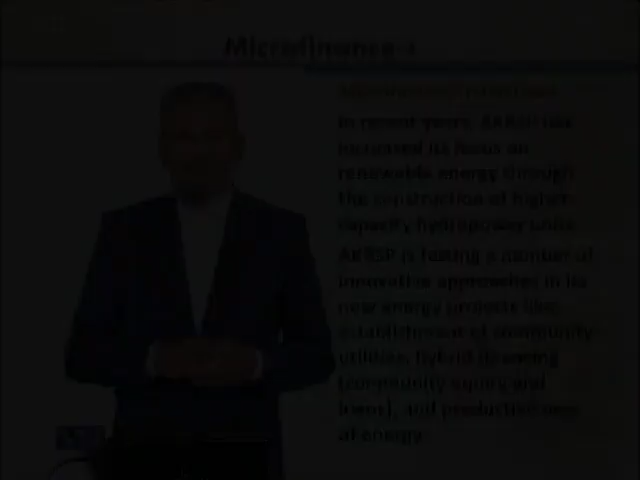 Microfinance-I
In recent years, AKRSP has
increased its focus on
renewable energy through
the construction of higher-
capacity hydropower units.
AKRSP is testing a number of
innovative approaches in its
new energy projects like:
establishment of community
utilities, hybrid financing
(community equity and
loans), and productive uses
of energy.